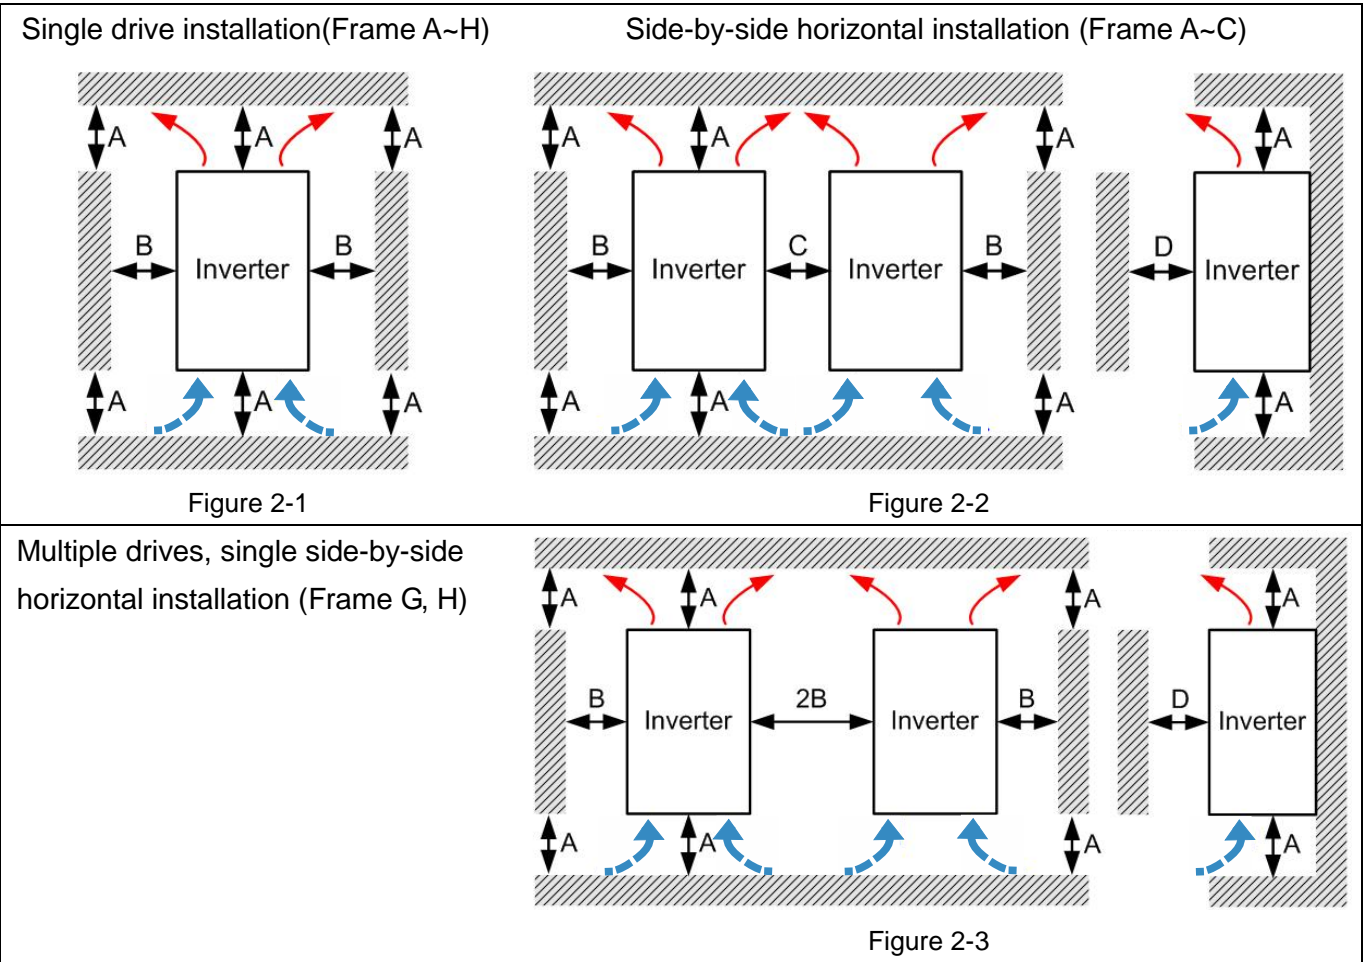 Single drive installation(Frame A~H)
Side-by-side horizontal installation (Frame A~C)
A A A
B B
Inverter
A A A
Figure 2-1
A A A A
B C B D
Inverter Inverter Inverter
A A A A
Figure 2-2
Multiple drives, single side-by-side
horizontal installation (Frame G, H)
A A A A
B 2B B D
Inverter Inverter Inverter
A A A A
Figure 2-3